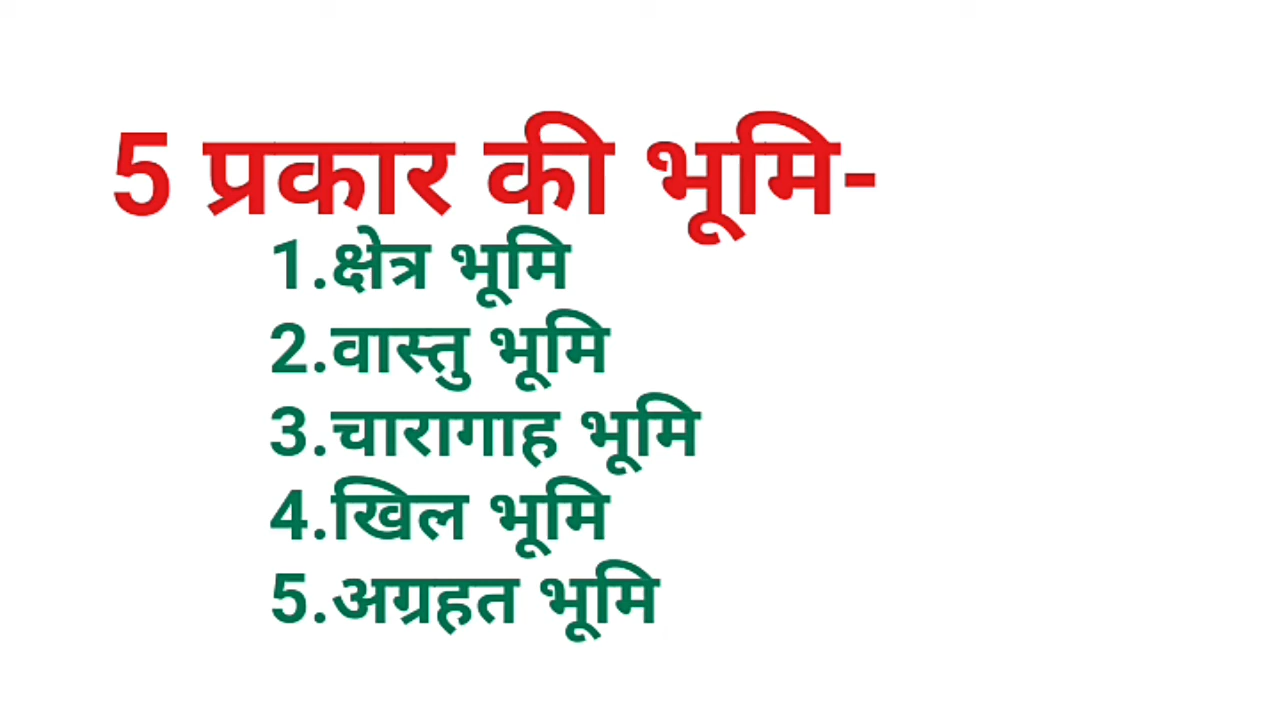 5 प्रकार की भूमि-
1.क्षेत्र भूमि
2.वास्तु भूमि
3.चारागाह भूमि
4.खिल भूमि
5.अग्रहत भूमि